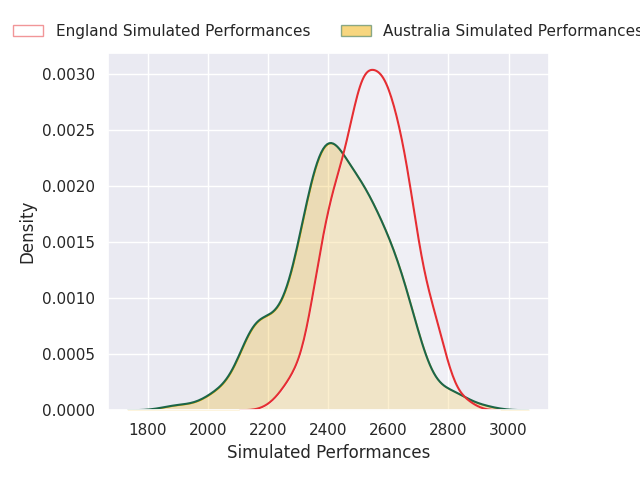 England Simulated Performances
Australia Simulated Performances
0.0030
0.0025
0.0020
0.0015
0.0010
0.0005
0.0000
Density
1800 2000 2200 2400 2600 2800 3000
Simulated Performances